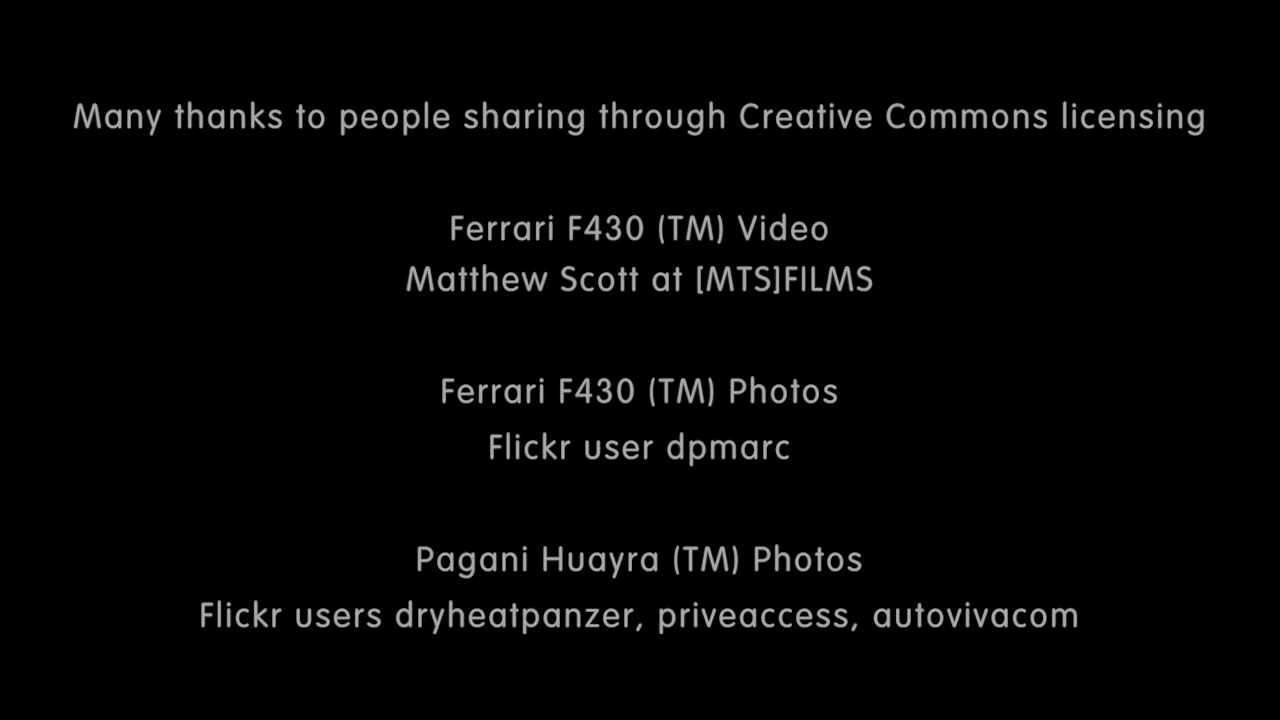 Many thanks to people sharing through Creative Commons licensing
Ferrari F430 (TM) Video
Matthew Scott at [MTS]FILMS
Ferrari F430 (TM) Photos
Flickr user dpmarc
Pagani Huayra (TM) Photos
Flickr users dryheatpanzer, priveaccess, autovivacom